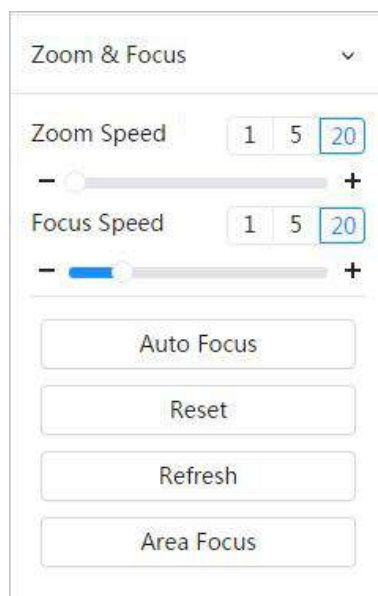 Zoom & Focus
Zoom Speed 1 5 20
− +
Focus Speed 1 5 20
− +
Auto Focus
Reset
Refresh
Area Focus